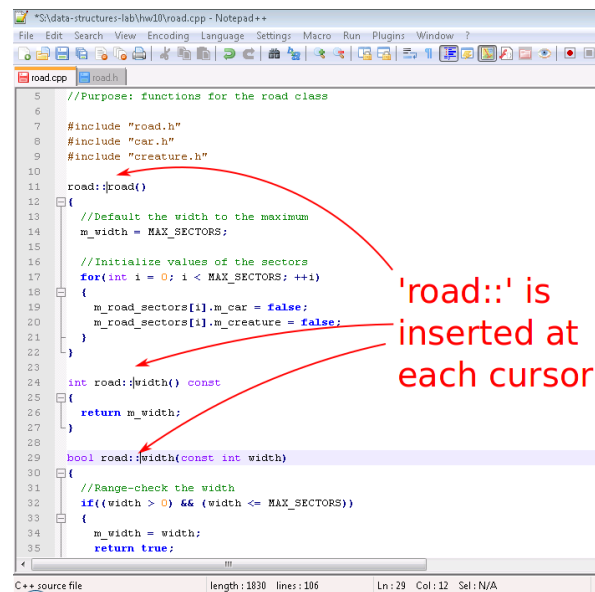 *S:\data-structures-lab\hw10\road.cpp - Notepad++
File Edit Search View Encoding Language Settings Macro Run Plugins Window ?
road.cpp road.h
5 //Purpose: functions for the road class
6
7 #include "road.h"
8 #include "car.h"
9 #include "creature.h"
10
11 road::road()
12 {
13 //Default the width to the maximum
14 m_width = MAX_SECTORS;
15
16 //Initialize values of the sectors
17 for(int i = 0; i < MAX_SECTORS; ++i)
18 {
19 m_road_sectors[i].m_car = false;
20 m_road_sectors[i].m_creature = false;
21 }
22 }
23
24 int road::width() const
25 {
26 return m_width;
27 }
28
29 bool road::width(const int width)
30 {
31 //Range-check the width
32 if((width > 0) && (width <= MAX_SECTORS))
33 {
34 m_width = width;
35 return true;
'road::' is
inserted at
each cursor
C++ source file length : 1830 lines : 106 Ln : 29 Col : 12 Sel : N/A